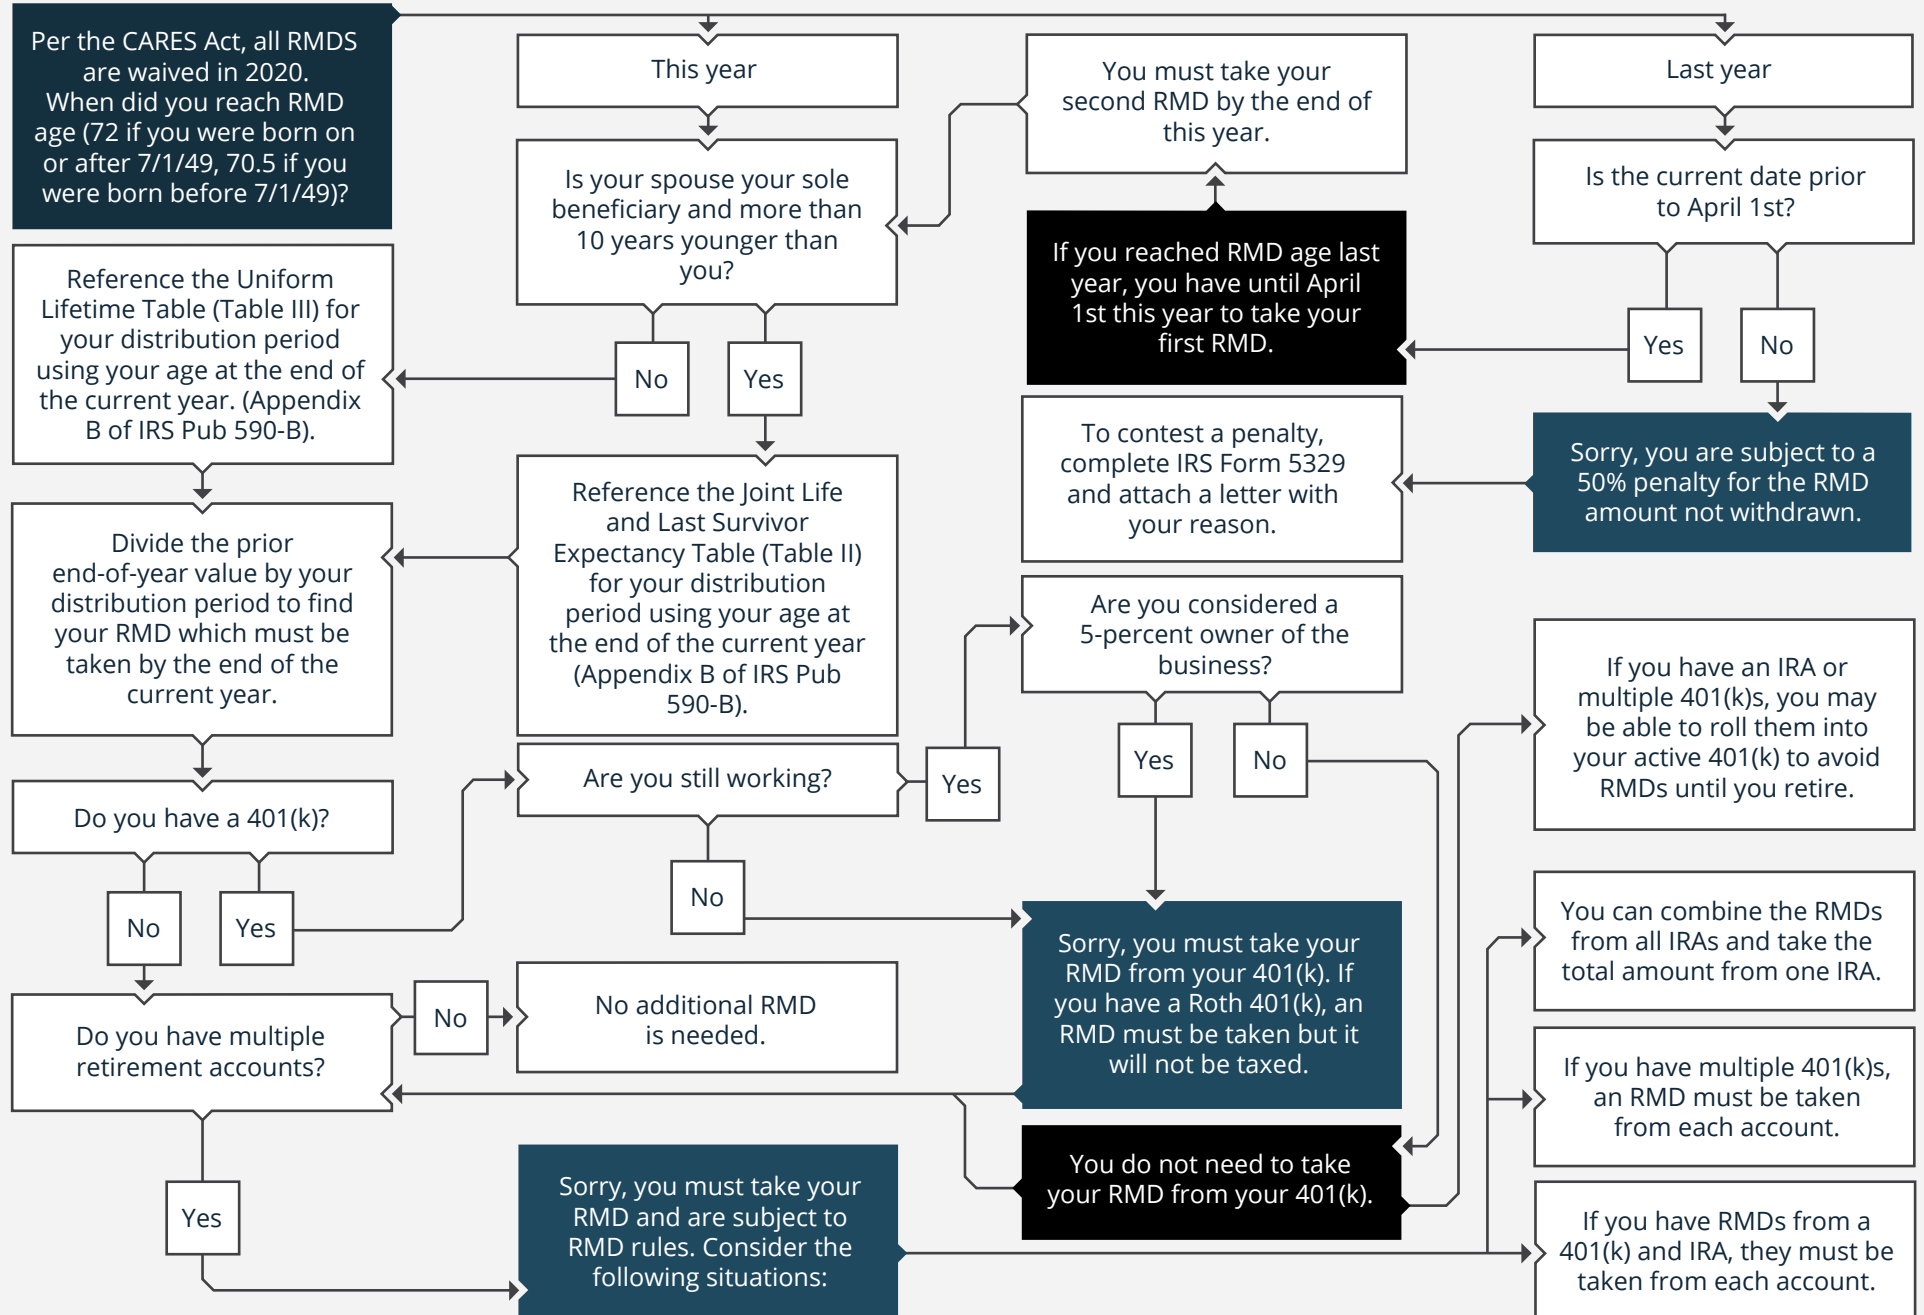 Per the CARES Act, all RMDS
are waived in 2020.
When did you reach RMD
age (72 if you were born on
or after 7/1/49, 70.5 if you
were born before 7/1/49)?
This year
Is your spouse your sole
beneficiary and more than
10 years younger than
you?
No
Yes
You must take your
second RMD by the end of
this year.
If you reached RMD age last
year, you have until April
1st this year to take your
first RMD.
Last year
Is the current date prior
to April 1st?
Yes
No
Sorry, you are subject to a
50% penalty for the RMD
amount not withdrawn.
To contest a penalty,
complete IRS Form 5329
and attach a letter with
your reason.
Reference the Uniform
Lifetime Table (Table III) for
your distribution period
using your age at the end of
the current year. (Appendix
B of IRS Pub 590-B).
Reference the Joint Life
and Last Survivor
Expectancy Table (Table II)
for your distribution
period using your age at
the end of the current year
(Appendix B of IRS Pub
590-B).
Divide the prior
end-of-year value by your
distribution period to find
your RMD which must be
taken by the end of the
current year.
Do you have a 401(k)?
No
Yes
Are you still working?
Yes
No
Are you considered a
5-percent owner of the
business?
Yes
No
Sorry, you must take your
RMD from your 401(k). If
you have a Roth 401(k), an
RMD must be taken but it
will not be taxed.
You do not need to take
your RMD from your 401(k).
If you have an IRA or
multiple 401(k)s, you may
be able to roll them into
your active 401(k) to avoid
RMDs until you retire.
Do you have multiple
retirement accounts?
No
No additional RMD
is needed.
Yes
Sorry, you must take your
RMD and are subject to
RMD rules. Consider the
following situations:
You can combine the RMDs
from all IRAs and take the
total amount from one IRA.
If you have multiple 401(k)s,
an RMD must be taken
from each account.
If you have RMDs from a
401(k) and IRA, they must be
taken from each account.